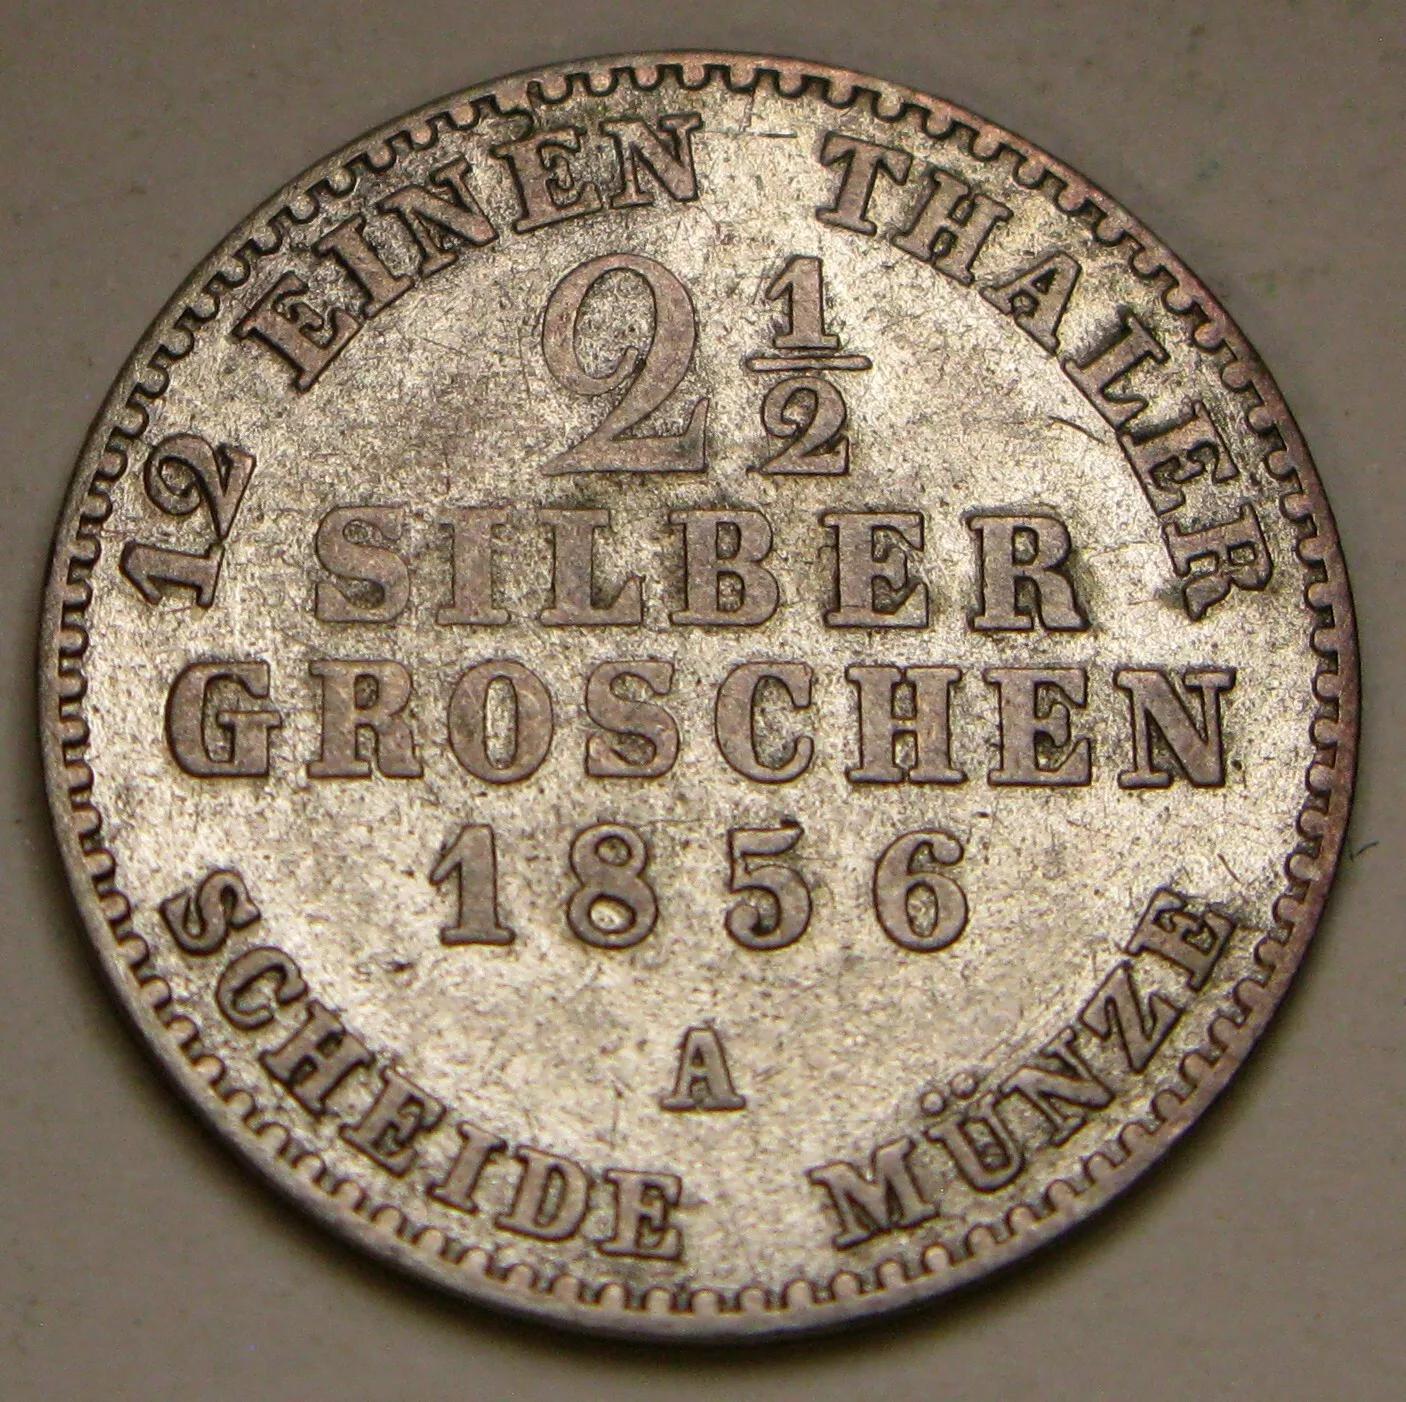 12 EINEN THALER
2 1/2
SILBER
GROSCHEN
1856
A
SCHEIDE MÜNZE